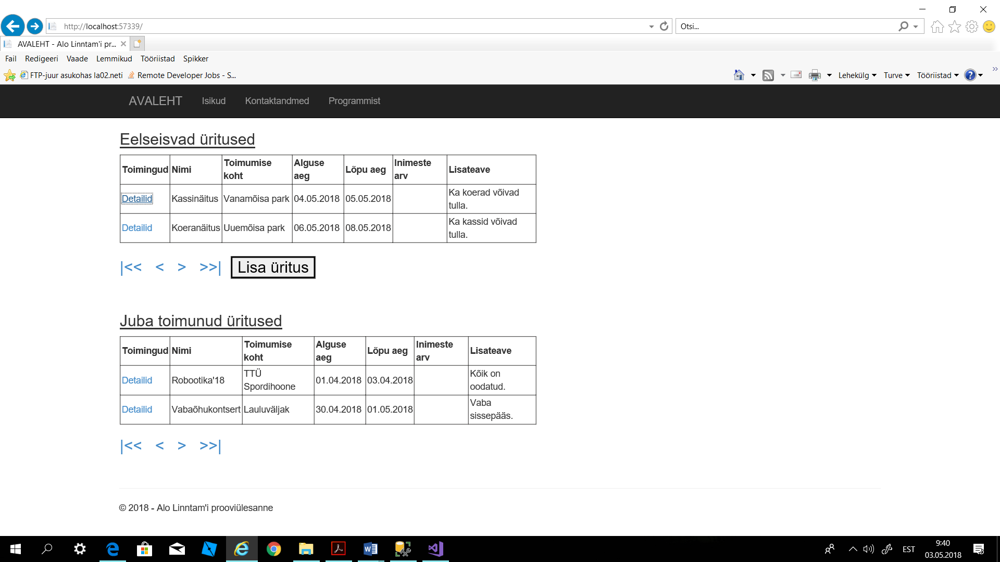 http://localhost:57339/
Otsi...
AVALEHT - Alo Linntam'i pr...
Fail Redigeeri Vaade Lemmikud Tööriistad Spikker
FTP-juur asukohas la02.neti Remote Developer Jobs - S...
Lehekülg Turve Tööriistad
AVALEHT Isikud Kontaktandmed Programmist
Eelseisvad üritused
Toimingud Nimi Toimumise koht Alguse aeg Lõpu aeg Inimeste arv Lisateave
Detailid Kassinäitus Vanamõisa park 04.05.2018 05.05.2018 Ka koerad võivad tulla.
Detailid Koeranäitus Uuemõisa park 06.05.2018 08.05.2018 Ka kassid võivad tulla.
|<< < > >>| Lisa üritus
Juba toimunud üritused
Toimingud Nimi Toimumise koht Alguse aeg Lõpu aeg Inimeste arv Lisateave
Detailid Robootika'18 TTÜ Spordihoone 01.04.2018 03.04.2018 Kõik on oodatud.
Detailid Vabaõhukontsert Lauluväljak 30.04.2018 01.05.2018 Vaba sissepääs.
|<< < > >>|
© 2018 - Alo Linntam'i prooviülesanne
EST
9:40
03.05.2018